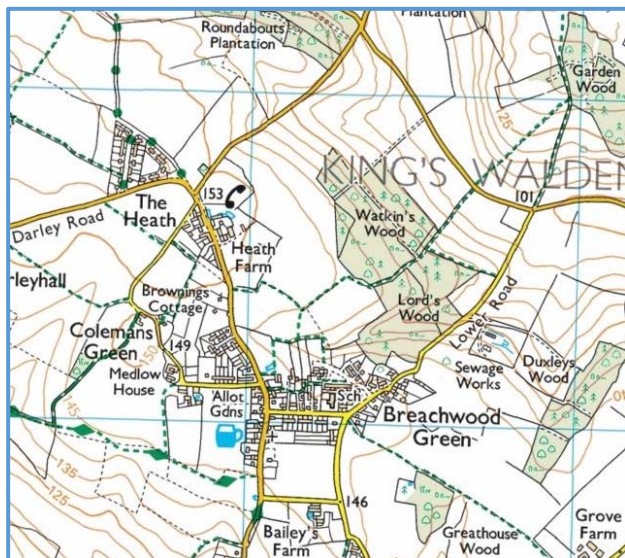 Plantation
Roundabouts
Plantation
Garden
Wood
125
KING'S WALDEN
153
101
The
Heath
Watkin's
Wood
Darley Road
Heath
Farm
rleyhall
Brownings
Cottage
Lord's
Wood
Lower Road
Colemans
Green
149
150
Medlow
House
Sewage
Works
Duxleys
Wood
Allot
Gdns
Sch
145
Breachwood
Green
135
125
146
Bailey's
Farm
Greathouse
Wood
Grove
Farm